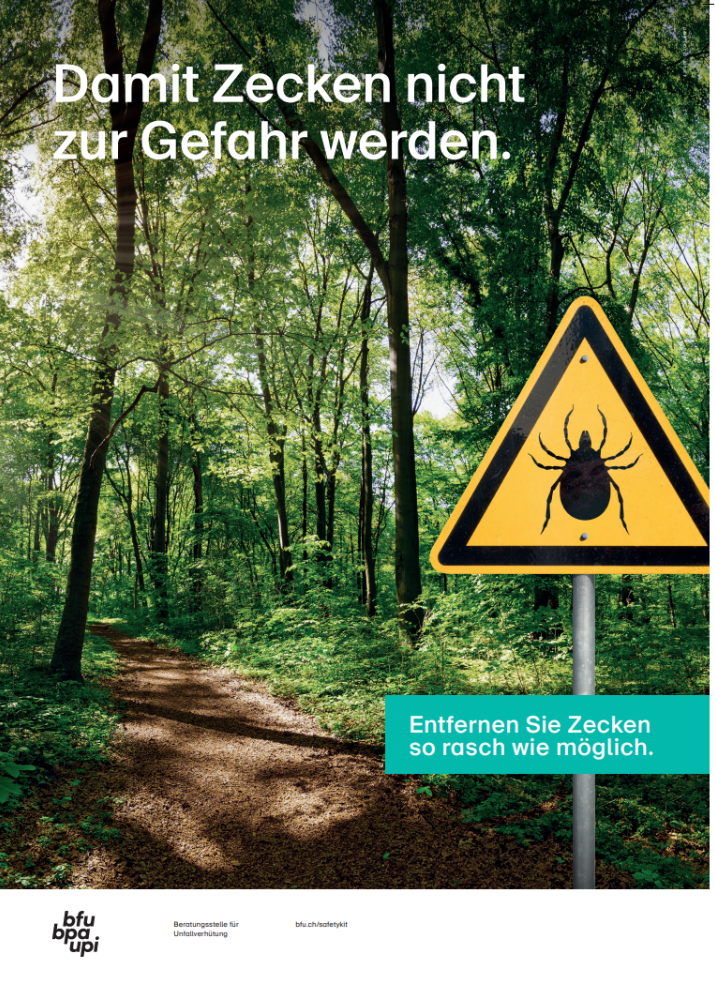 Damit Zecken nicht
zur Gefahr werden.
Entfernen Sie Zecken
so rasch wie möglich.
bfu
bpa
upi
Beratungsstelle für
Unfallverhütung
bfu.ch/safetykit